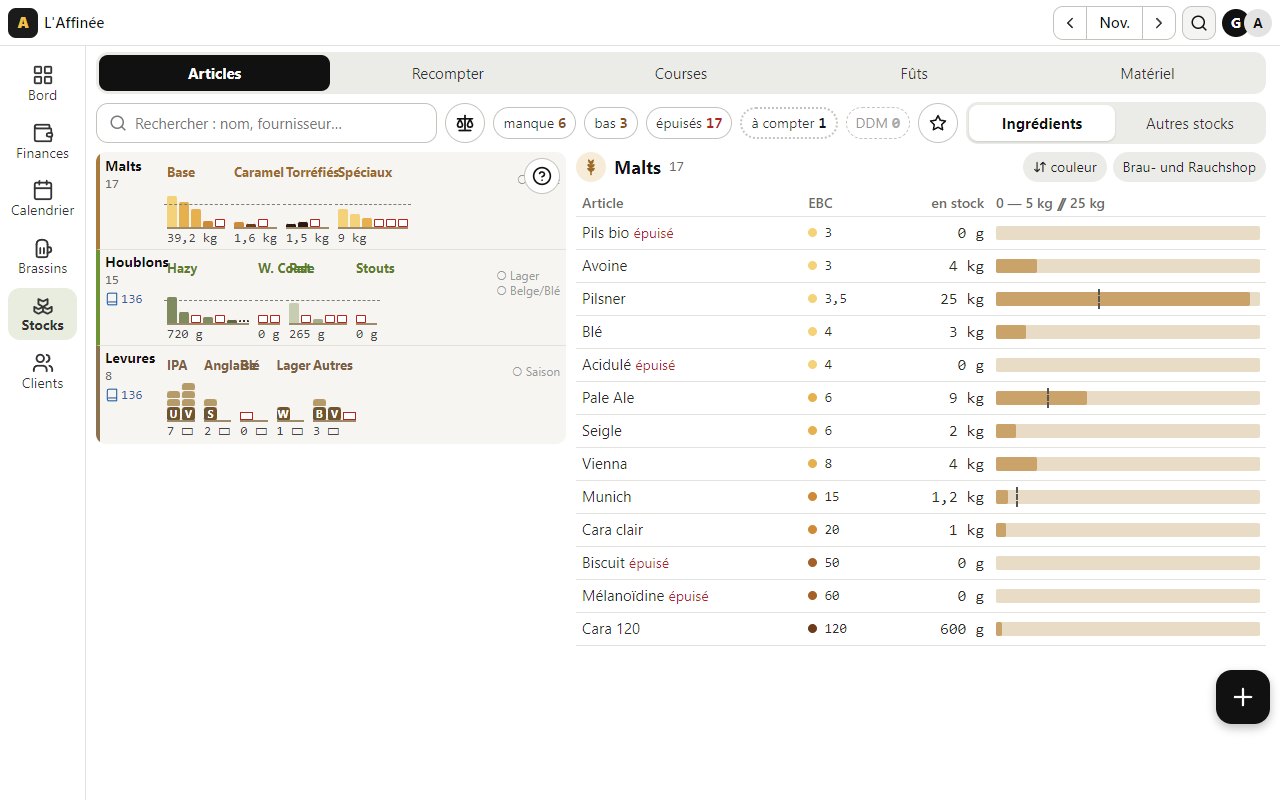 A L'Affinée
Nov.
G A
Bord
Finances
Calendrier
Brassins
Stocks
Clients
Articles
Recompter
Courses
Fûts
Matériel
Rechercher : nom, fournisseur…
manque 6
bas 3
épuisés 17
à compter 1
DDM 0
Ingrédients
Autres stocks
Malts
17
Base Caramel Torréfiés Spéciaux
39,2 kg 1,6 kg 1,5 kg 9 kg
Houblons
15
136
Hazy W. Coast Stouts
720 g 0 g 265 g 0 g
Lager
Belge/Blé
Levures
8
136
IPA Anglaise Blé Lager Autres
U V S W B V
7 2 0 1 3
Saison
Malts 17
couleur
Brau- und Rauchshop
Article EBC en stock 0 — 5 kg // 25 kg
Pils bio épuisé 3 0 g
Avoine 3 4 kg
Pilsner 3,5 25 kg
Blé 4 3 kg
Acidulé épuisé 4 0 g
Pale Ale 6 9 kg
Seigle 6 2 kg
Vienna 8 4 kg
Munich 15 1,2 kg
Cara clair 20 1 kg
Biscuit épuisé 50 0 g
Mélanoïdine épuisé 60 0 g
Cara 120 120 600 g